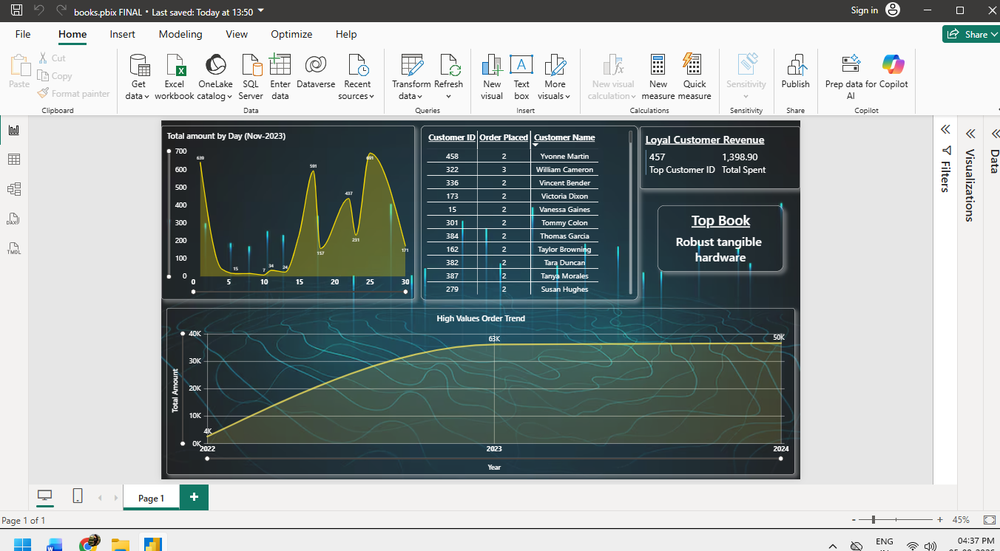 books.pbix FINAL • Last saved: Today at 13:50
Sign in
File Home Insert Modeling View Optimize Help
Share
Paste
Cut
Copy
Format painter
Clipboard
Get data
Excel workbook
OneLake catalog
SQL Server
Enter data
Dataverse
Recent sources
Data
Transform data
Refresh
Queries
New visual
Text box
More visuals
Insert
New visual calculation
New measure
Quick measure
Calculations
Sensitivity
Sensitivity
Publish
Share
Prep data for AI
Copilot
Copilot
DAX
TMDL
Total amount by Day (Nov-2023)
700
600
500
400
300
200
100
0
639
15
7
34
24
591
157
437
231
691
171
0 5 10 15 20 25 30
Customer ID Order Placed Customer Name
458 2 Yvonne Martin
322 3 William Cameron
336 2 Vincent Bender
173 2 Victoria Dixon
15 2 Vanessa Gaines
301 2 Tommy Colon
384 2 Thomas Garcia
162 2 Taylor Browning
382 2 Tara Duncan
387 2 Tanya Morales
279 2 Susan Hughes
Loyal Customer Revenue
457 1,398.90
Top Customer ID Total Spent
Top Book
Robust tangible
hardware
High Values Order Trend
Total Amount
40K
30K
20K
10K
0K
4K
63K
50K
2022 2023 2024
Year
Filters
Visualizations
Data
Page 1
Page 1 of 1
45%
ENG
04:37 PM